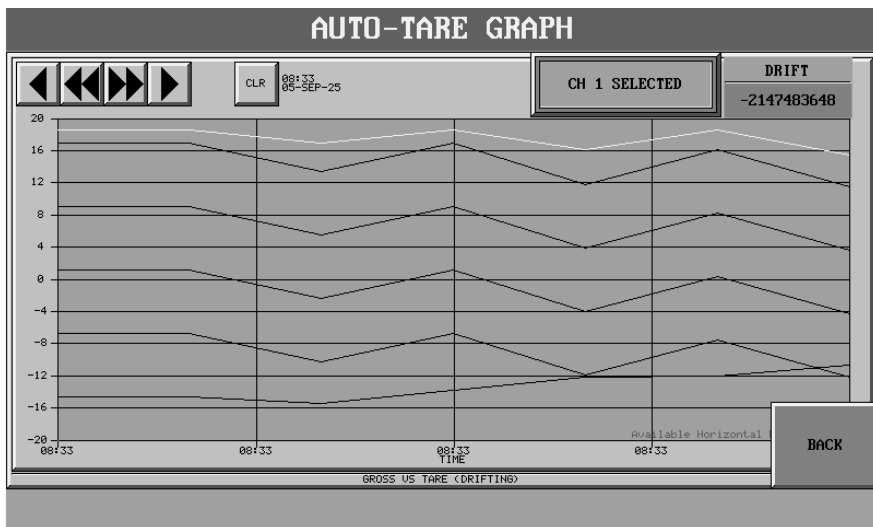 AUTO-TARE GRAPH
CLR
08:33
05-SEP-25
CH 1 SELECTED
DRIFT
-2147483648
20
16
12
8
4
0
-4
-8
-12
-16
-20
Available Horizontal
08:33 08:33 08:33 08:33
TIME
BACK
GROSS VS TARE (DRIFTING)